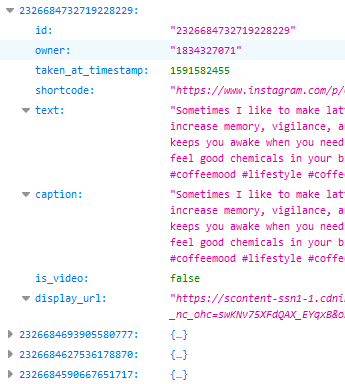 2326684732719228229:
id: "2326684732719228229"
owner: "1834327071"
taken_at_timestamp: 1591582455
shortcode: "https://www.instagram.com/p/
text: "Sometimes I like to make lat
increase memory, vigilance, a
keeps you awake when you need
feel good chemicals in your b
#coffeemood #lifestyle #coffe
caption: "Sometimes I like to make lat
increase memory, vigilance, a
keeps you awake when you need
feel good chemicals in your b
#coffeemood #lifestyle #coffe
is_video: false
display_url: "https://scontent-ssn1-1.cdni
_nc_ohc=swKNv75XFdQAX_EYqxB&o
2326684693905580777: {…}
2326684627536178870: {…}
2326684590667651717: {…}